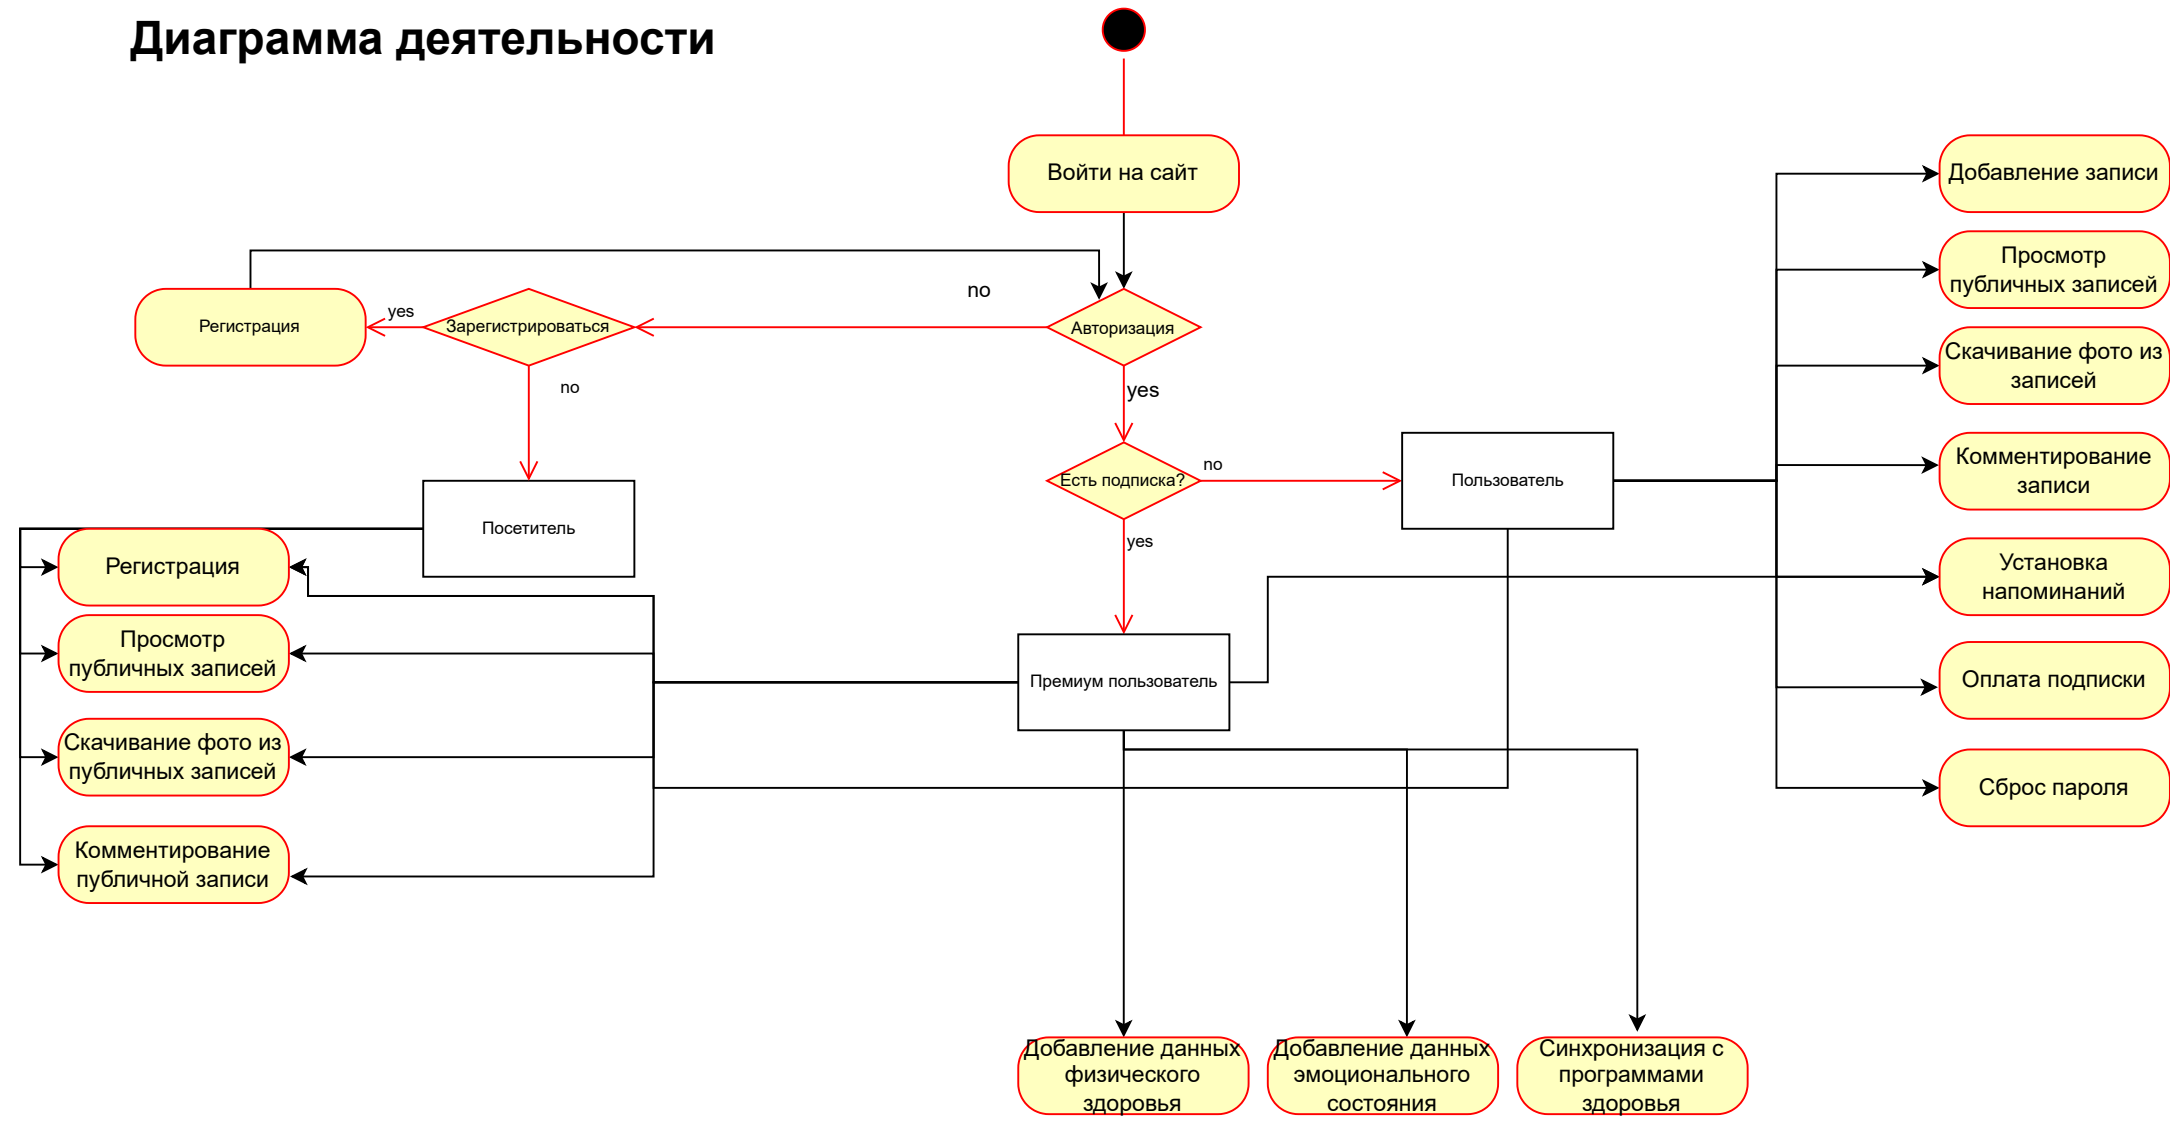 Диаграмма деятельности
Войти на сайт
Добавление записи
Просмотр
публичных записей
no
yes
Регистрация
Зарегистрироваться
Авторизация
Скачивание фото из
записей
no
yes
no
Пользователь
Комментирование
записи
Есть подписка?
Посетитель
yes
Регистрация
Установка
напоминаний
Просмотр
публичных записей
Премиум пользователь
Оплата подписки
Скачивание фото из
публичных записей
Сброс пароля
Комментирование
публичной записи
Добавление данных
физического
здоровья
Добавление данных
эмоционального
состояния
Синхронизация с
программами
здоровья